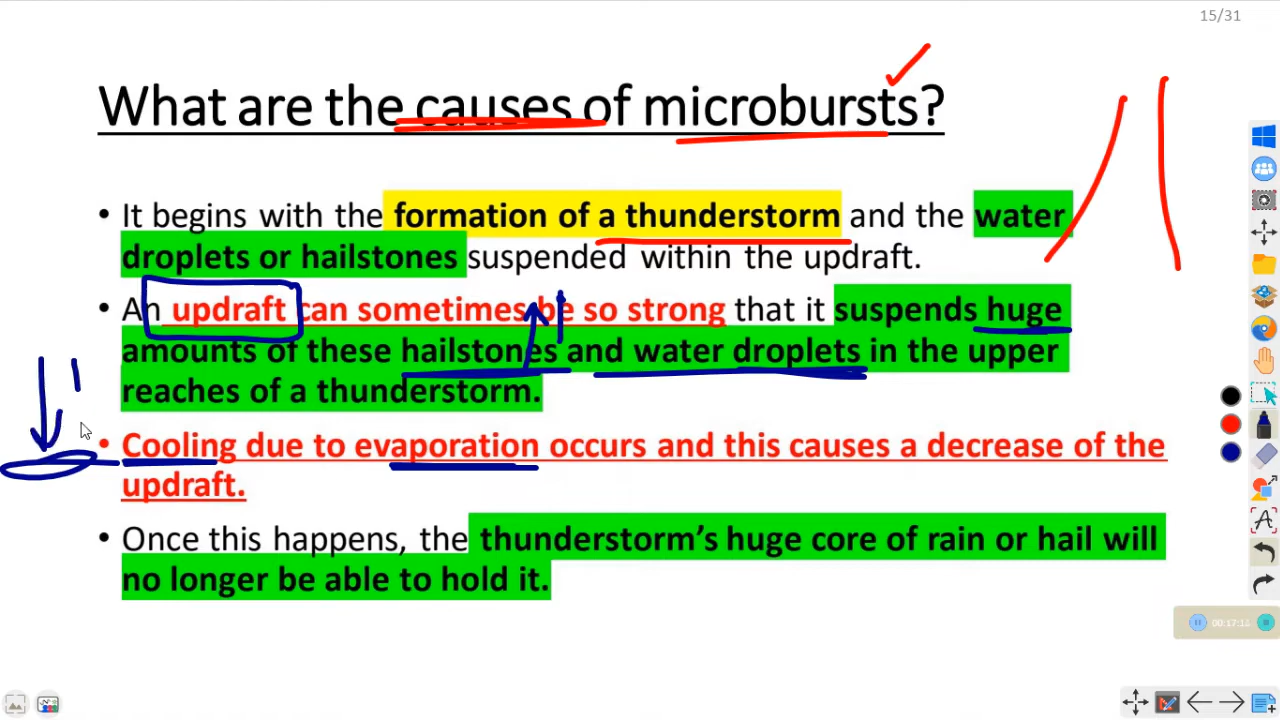 15/31
What are the causes of microbursts?
• It begins with the formation of a thunderstorm and the water
droplets or hailstones suspended within the updraft.
• An updraft can sometimes be so strong that it suspends huge
amounts of these hailstones and water droplets in the upper
reaches of a thunderstorm.
• Cooling due to evaporation occurs and this causes a decrease of the
updraft.
• Once this happens, the thunderstorm's huge core of rain or hail will
no longer be able to hold it.